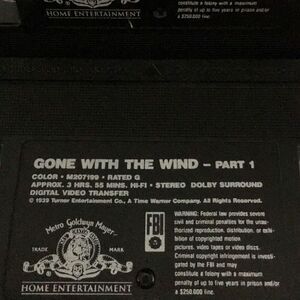 HOME ENTERTAINMENT
constitute a felony with a maximum
penalty of up to five years in prison and/or
a $250,000 fine.
GONE WITH THE WIND – PART 1
COLOR • M207199 • RATED G
APPROX. 3 HRS. 55 MINS. HI-FI • STEREO DOLBY SURROUND
DIGITAL VIDEO TRANSFER
© 1939 Turner Entertainment Co., A Time Warner Company. All Rights Reserved.
Metro Goldwyn Mayer
TRADE MARK
HOME ENTERTAINMENT
FBI
WARNING: Federal law provides severe
civil and criminal penalties for the unau-
thorized reproduction, distribution, or exhi-
bition of copyrighted motion
pictures, video tapes or video discs.
Criminal copyright infringement is
investigated by the FBI and may
constitute a felony with a maximum
penalty of up to five years in prison and/or
a $250,000 fine.